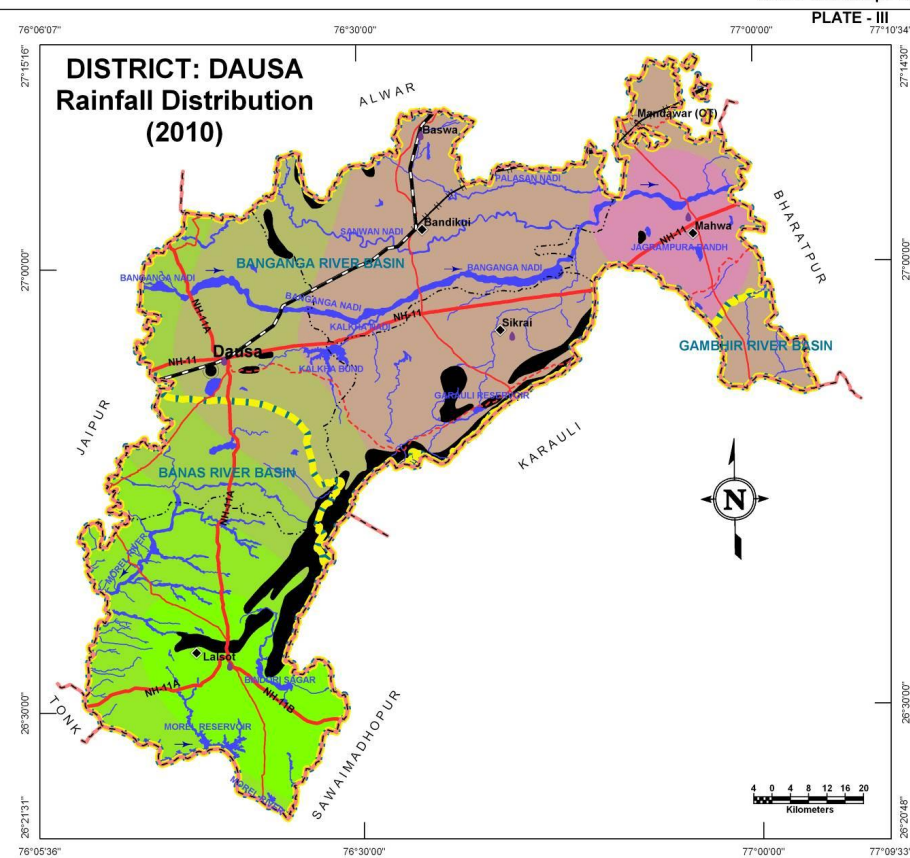 PLATE - III
76°06'07" 76°30'00" 77°00'00" 77°10'34"
27°15'16"
27°14'30"
DISTRICT: DAUSA
Rainfall Distribution
(2010)
ALWAR
Mandawar (OT)
Baswa
PALASAN NADI
BHARATPUR
Bandikui
SANWAN NADI
Mahwa
NH-11
JAGRAMPURA BANDH
27°00'00"
27°00'00"
BANGANGA RIVER BASIN
BANGANGA NADI
BANGANGA NADI
BANGANGA NADI
NH-11A
NH-11
KALKHA NADI
Sikrai
GAMBHIR RIVER BASIN
Dausa
NH-11
KALKHA BUND
JAIPUR
KARAULI
BANAS RIVER BASIN
NH-11A
N
MOREL RIVER
Lalsot
NH-11A
NH-11B
TONK
26°30'00"
26°30'00"
MOREL RESERVOIR
SAWAIMADHOPUR
MOREL RIVER
4 0 4 8 12 16 20
Kilometers
26°21'31"
26°20'48"
76°05'36" 76°30'00" 77°00'00" 77°09'33"